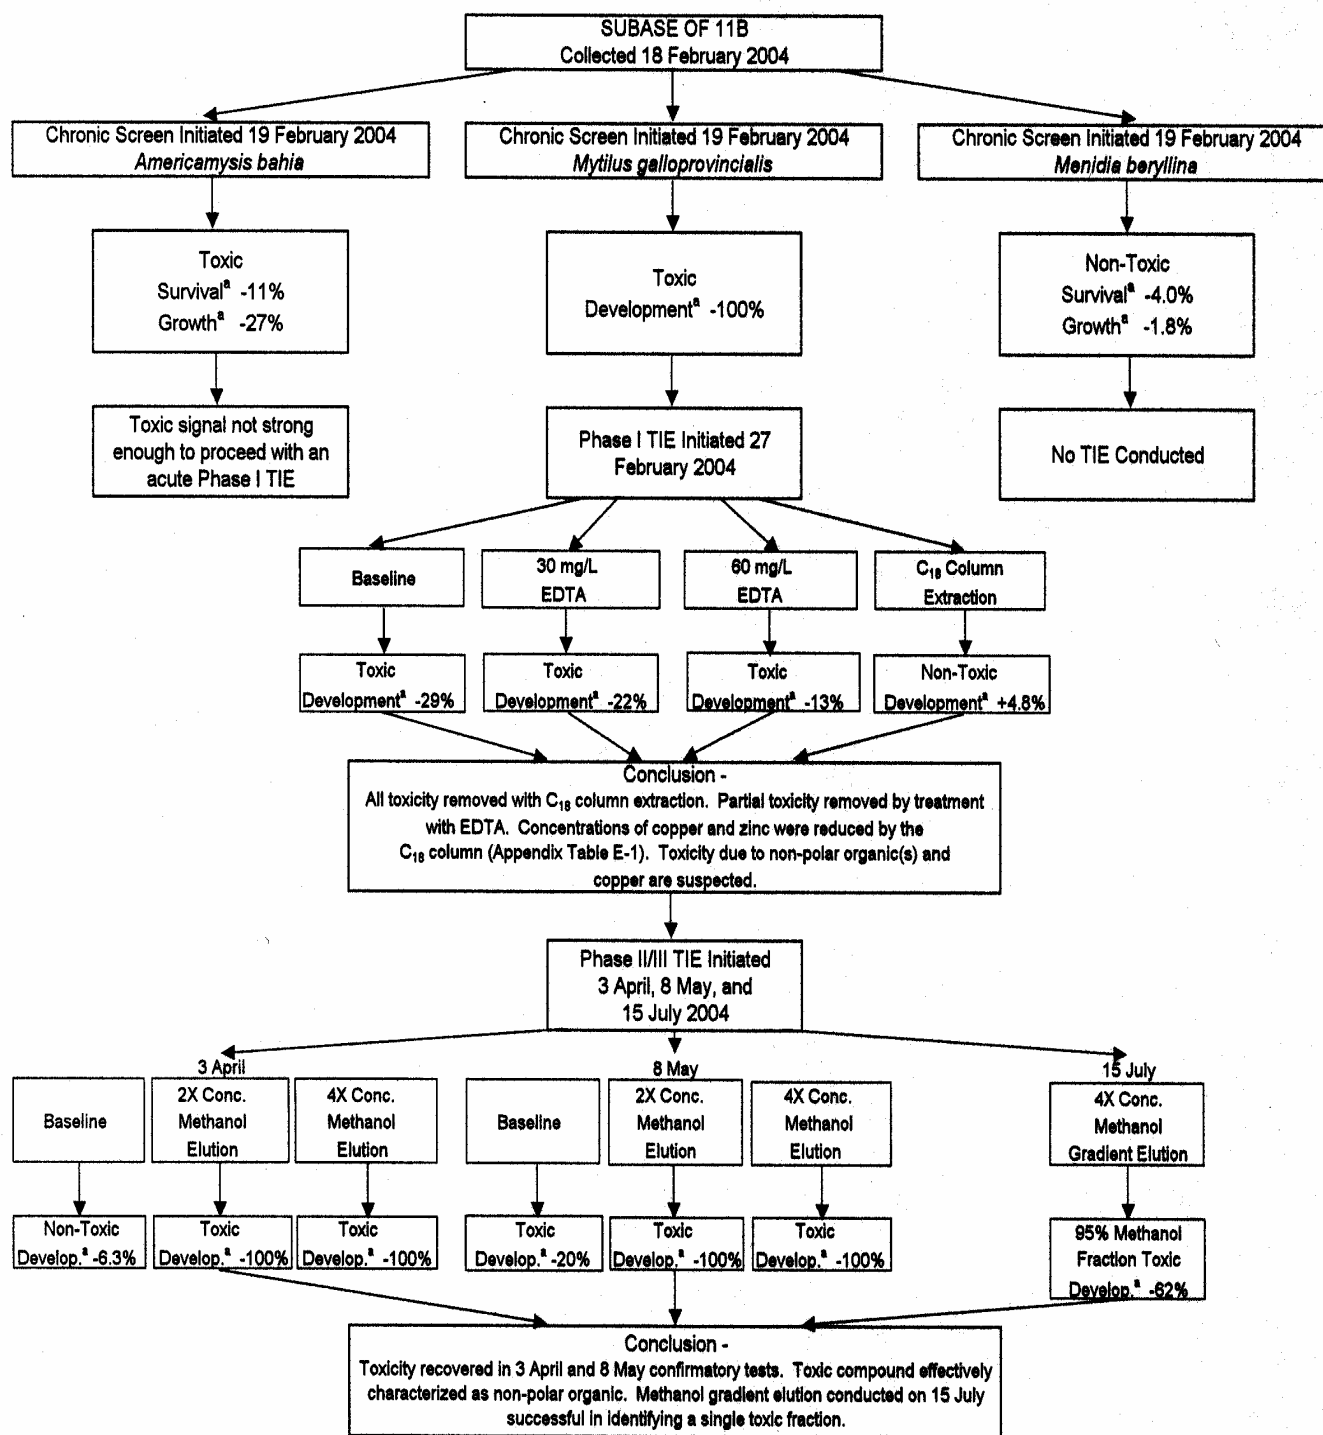 SUBASE OF 11B
Collected 18 February 2004
Chronic Screen Initiated 19 February 2004
Americamysis bahia
Chronic Screen Initiated 19 February 2004
Mytilus galloprovincialis
Chronic Screen Initiated 19 February 2004
Menidia beryllina
Toxic
Survivalᵃ -11%
Growthᵃ -27%
Toxic
Developmentᵃ -100%
Non-Toxic
Survivalᵃ -4.0%
Growthᵃ -1.8%
Toxic signal not strong
enough to proceed with an
acute Phase I TIE
Phase I TIE Initiated 27
February 2004
No TIE Conducted
Baseline
30 mg/L
EDTA
60 mg/L
EDTA
C₁₈ Column
Extraction
Toxic
Developmentᵃ -29%
Toxic
Developmentᵃ -22%
Toxic
Developmentᵃ -13%
Non-Toxic
Developmentᵃ +4.8%
Conclusion -
All toxicity removed with C₁₈ column extraction. Partial toxicity removed by treatment
with EDTA. Concentrations of copper and zinc were reduced by the
C₁₈ column (Appendix Table E-1). Toxicity due to non-polar organic(s) and
copper are suspected.
Phase II/III TIE Initiated
3 April, 8 May, and
15 July 2004
3 April
8 May
15 July
Baseline
2X Conc.
Methanol
Elution
4X Conc.
Methanol
Elution
Baseline
2X Conc.
Methanol
Elution
4X Conc.
Methanol
Elution
4X Conc.
Methanol
Gradient Elution
Non-Toxic
Develop.ᵃ -6.3%
Toxic
Develop.ᵃ -100%
Toxic
Develop.ᵃ -100%
Toxic
Develop.ᵃ -20%
Toxic
Develop.ᵃ -100%
Toxic
Develop.ᵃ -100%
95% Methanol
Fraction Toxic
Develop.ᵃ -62%
Conclusion -
Toxicity recovered in 3 April and 8 May confirmatory tests. Toxic compound effectively
characterized as non-polar organic. Methanol gradient elution conducted on 15 July
successful in identifying a single toxic fraction.